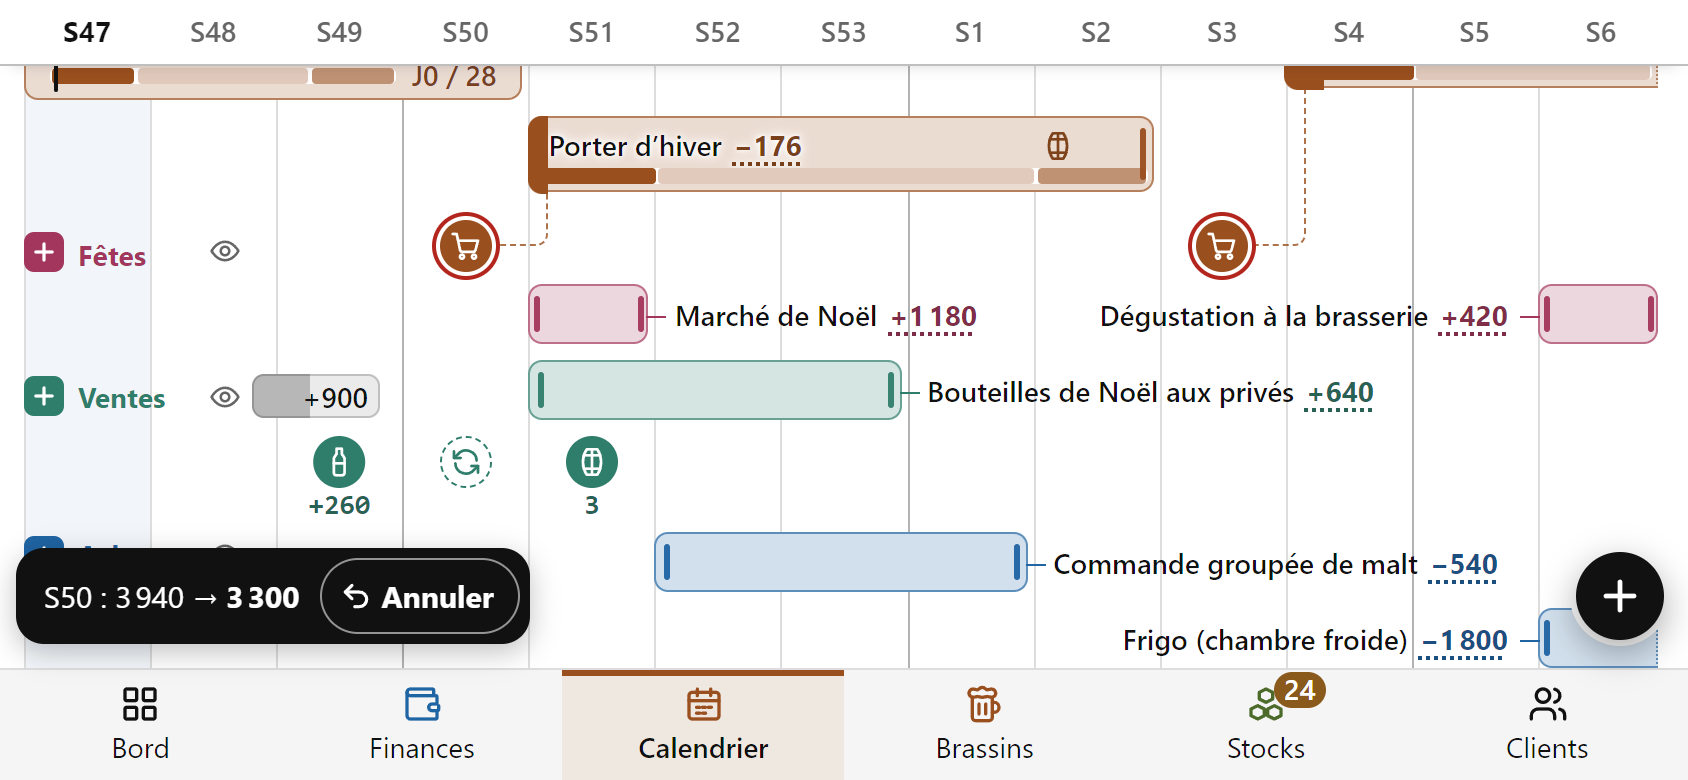 S47 S48 S49 S50 S51 S52 S53 S1 S2 S3 S4 S5 S6
J0 / 28
Porter d’hiver −176
Fêtes
Marché de Noël +1 180
Dégustation à la brasserie +420
Ventes
+900
Bouteilles de Noël aux privés +640
+260
3
Commande groupée de malt −540
S50 : 3 940 → 3 300 Annuler
Frigo (chambre froide) −1 800
24
Bord Finances Calendrier Brassins Stocks Clients